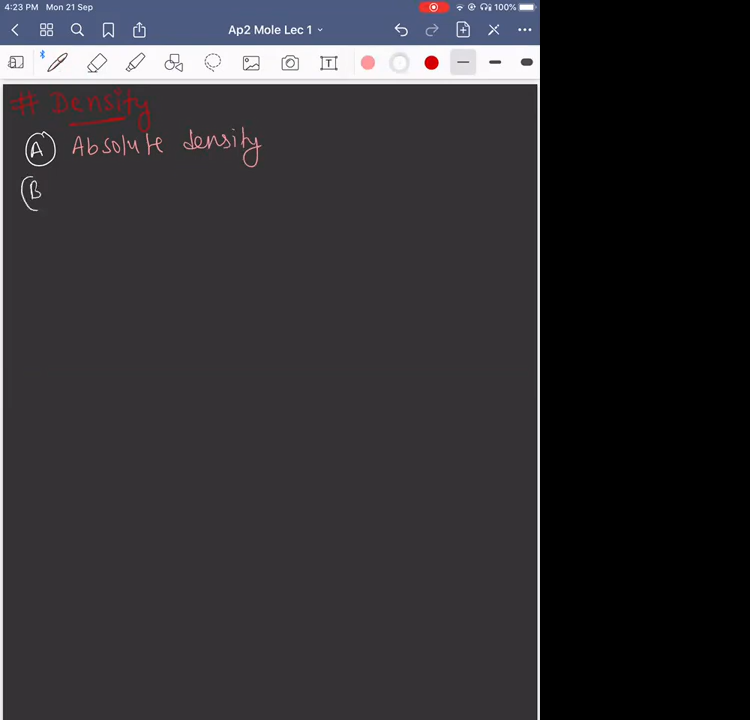 4:23 PM Mon 21 Sep 100%
Ap2 Mole Lec 1
T
# Density
A Absolute density
(B